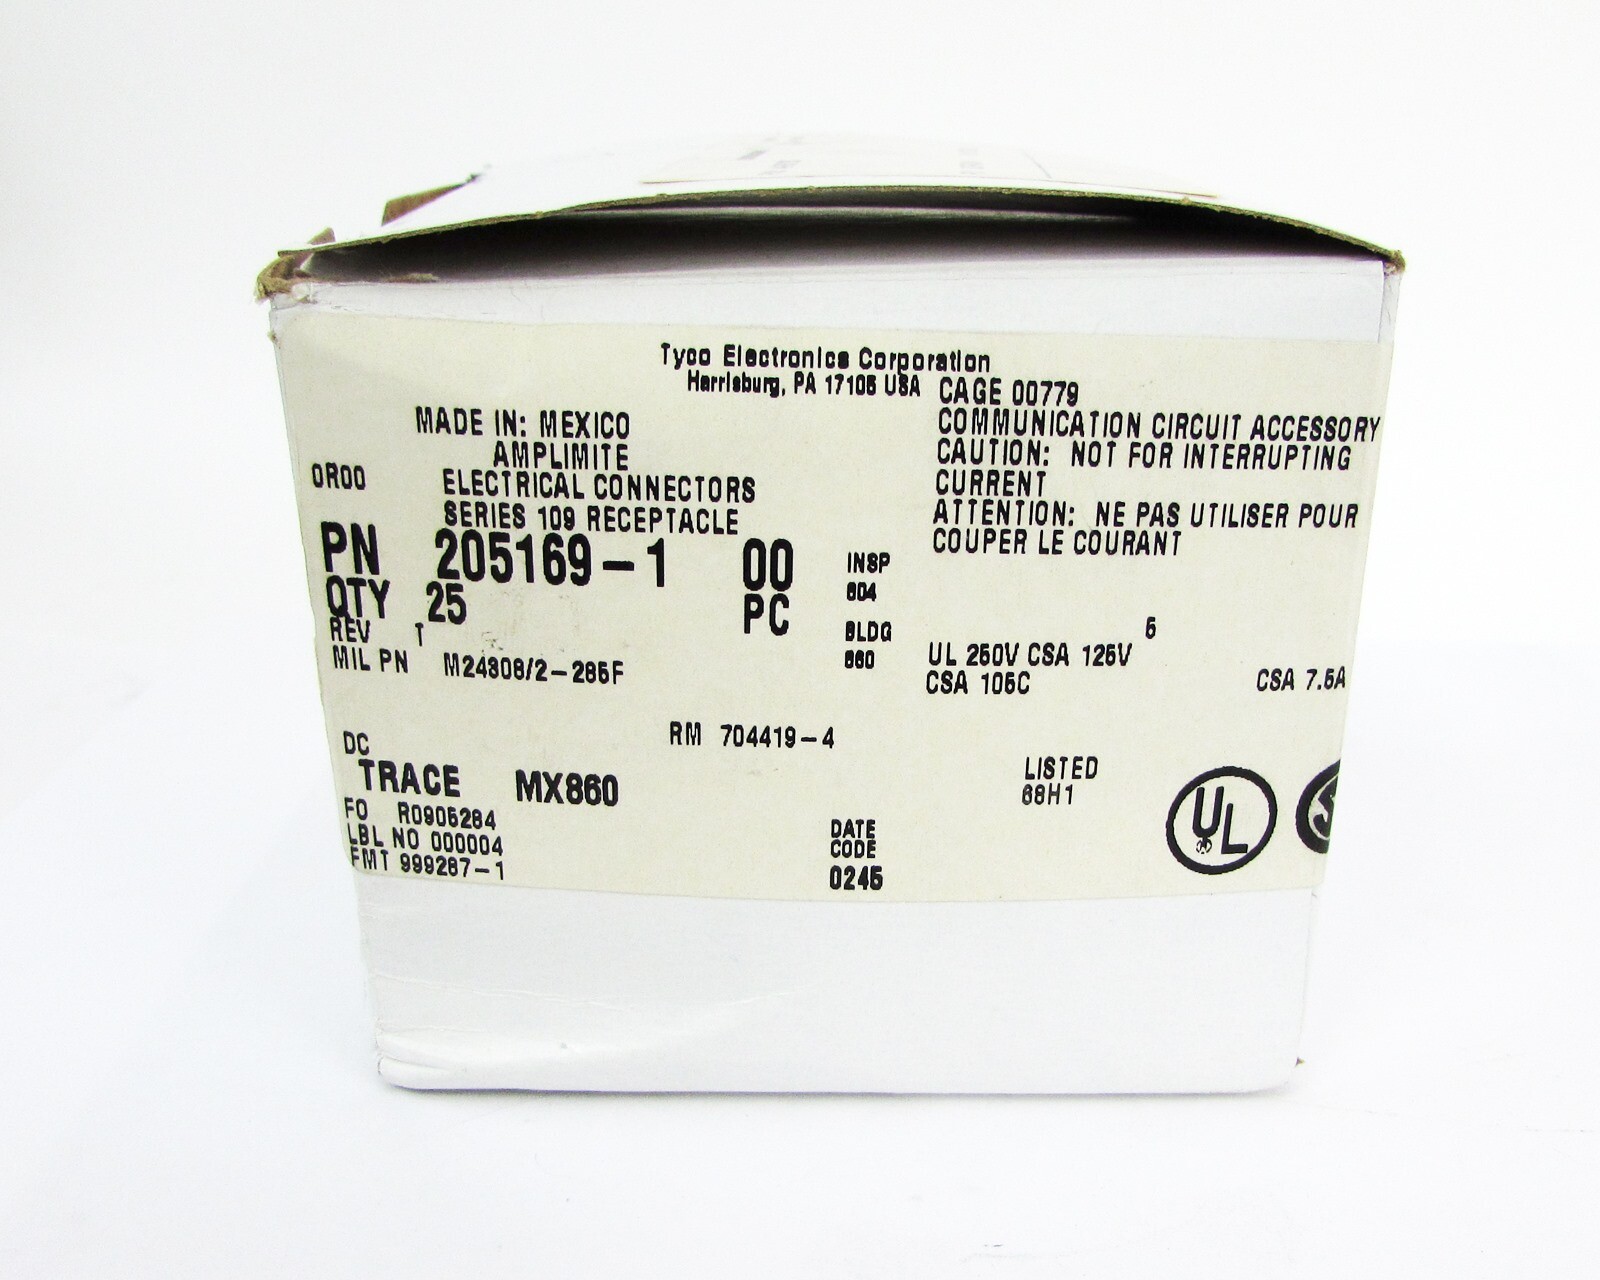 Tyco Electronics Corporation
Harrisburg, PA 17105 USA
CAGE 00779
MADE IN: MEXICO
AMPLIMITE
0R00
ELECTRICAL CONNECTORS
SERIES 109 RECEPTACLE
COMMUNICATION CIRCUIT ACCESSORY
CAUTION: NOT FOR INTERRUPTING
CURRENT
ATTENTION: NE PAS UTILISER POUR
COUPER LE COURANT
PN 205169-1 00
QTY 25 PC
INSP
604
REV T
MIL PN M24308/2-285F
BLDG
860
5
UL 250V CSA 125V
CSA 105C
CSA 7.5A
RM 704419-4
DC
TRACE MX860
FO R0905284
LBL NO 000004
FMT 999287-1
DATE
CODE
0245
LISTED
68H1
UL